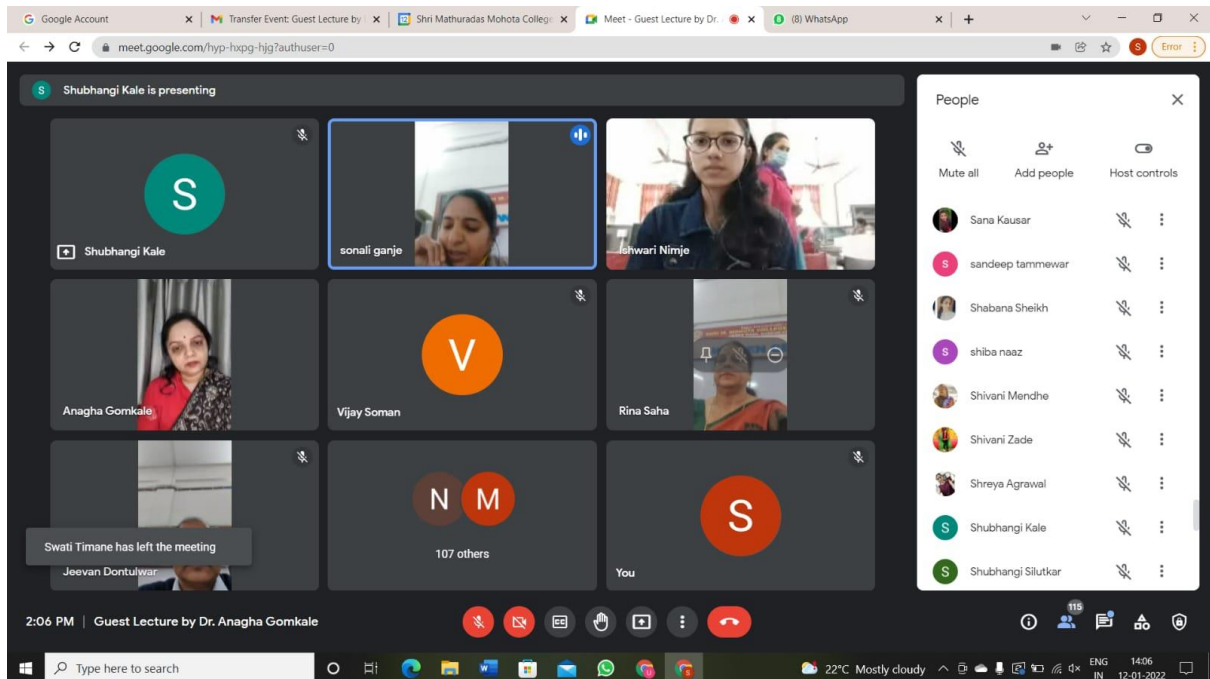 Google Account
Transfer Event: Guest Lecture by
Shri Mathuradas Mohota College
Meet - Guest Lecture by Dr.
(8) WhatsApp
meet.google.com/hyp-hxpg-hjg?authuser=0
S
Error
S Shubhangi Kale is presenting
S
Shubhangi Kale
sonali ganje
Ishwari Nimje
Anagha Gomkale
V
Vijay Soman
Rina Saha
Swati Timane has left the meeting
Jeevan Dontulwar
N M
107 others
S
You
People
Mute all Add people Host controls
Sana Kausar
S sandeep tammewar
Shabana Sheikh
S shiba naaz
Shivani Mendhe
Shivani Zade
Shreya Agrawal
S Shubhangi Kale
S Shubhangi Silutkar
2:06 PM | Guest Lecture by Dr. Anagha Gomkale
CC
115
Type here to search
22°C Mostly cloudy
ENG 14:06
IN 12-01-2022